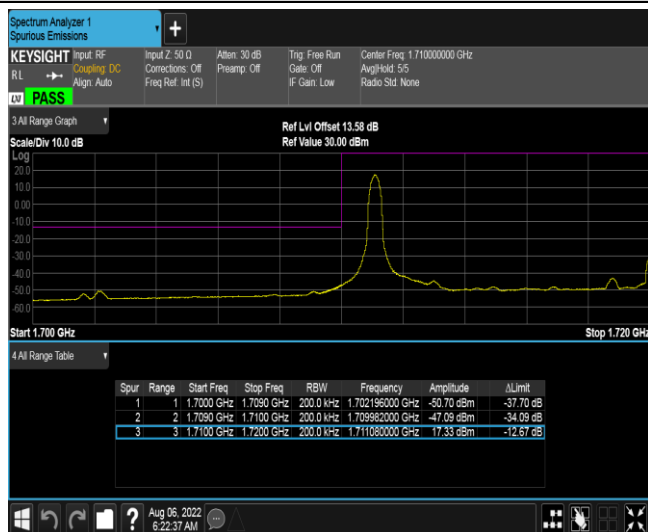 Spectrum Analyzer 1
Spurious Emissions
+
KEYSIGHT Input: RF Input Z: 50 Ω Atten: 30 dB Trig: Free Run Center Freq: 1.710000000 GHz
RL Coupling: DC Corrections: Off Preamp: Off Gate: Off Avg|Hold: 5/5
Align: Auto Freq Ref: Int (S) IF Gain: Low Radio Std: None
LXI PASS
3 All Range Graph
Ref Lvl Offset 13.58 dB
Scale/Div 10.0 dB Ref Value 30.00 dBm
Log
20.0
10.0
0.00
-10.0
-20.0
-30.0
-40.0
-50.0
-60.0
Start 1.700 GHz Stop 1.720 GHz
4 All Range Table
Spur Range Start Freq Stop Freq RBW Frequency Amplitude ΔLimit
1 1 1.7000 GHz 1.7090 GHz 200.0 kHz 1.702196000 GHz -50.70 dBm -37.70 dB
2 2 1.7090 GHz 1.7100 GHz 200.0 kHz 1.709982000 GHz -47.09 dBm -34.09 dB
3 3 1.7100 GHz 1.7200 GHz 200.0 kHz 1.711080000 GHz 17.33 dBm -12.67 dB
? Aug 06, 2022
6:22:37 AM